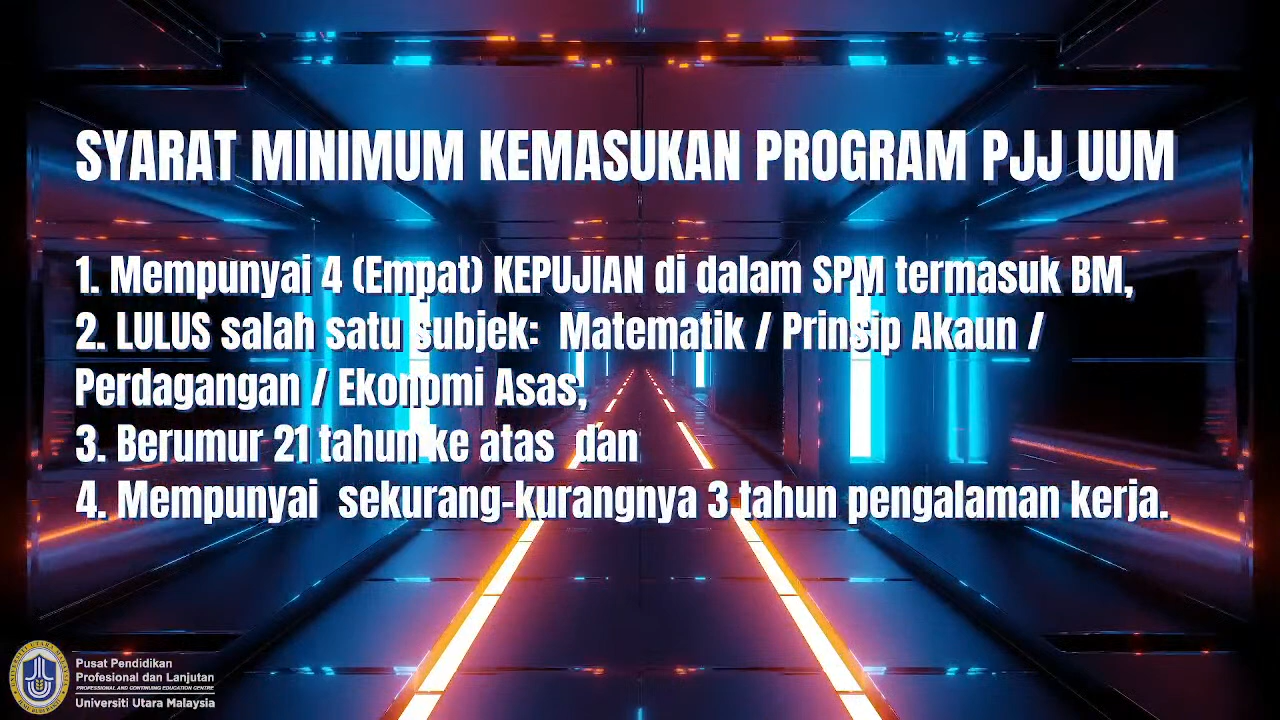 SYARAT MINIMUM KEMASUKAN PROGRAM PJJ UUM
1. Mempunyai 4 (Empat) KEPUJIAN di dalam SPM termasuk BM,
2. LULUS salah satu subjek: Matematik / Prinsip Akaun /
Perdagangan / Ekonomi Asas,
3. Berumur 21 tahun ke atas dan
4. Mempunyai sekurang-kurangnya 3 tahun pengalaman kerja.
Pusat Pendidikan
Profesional dan Lanjutan
PROFESSIONAL AND CONTINUING EDUCATION CENTRE
Universiti Utara Malaysia